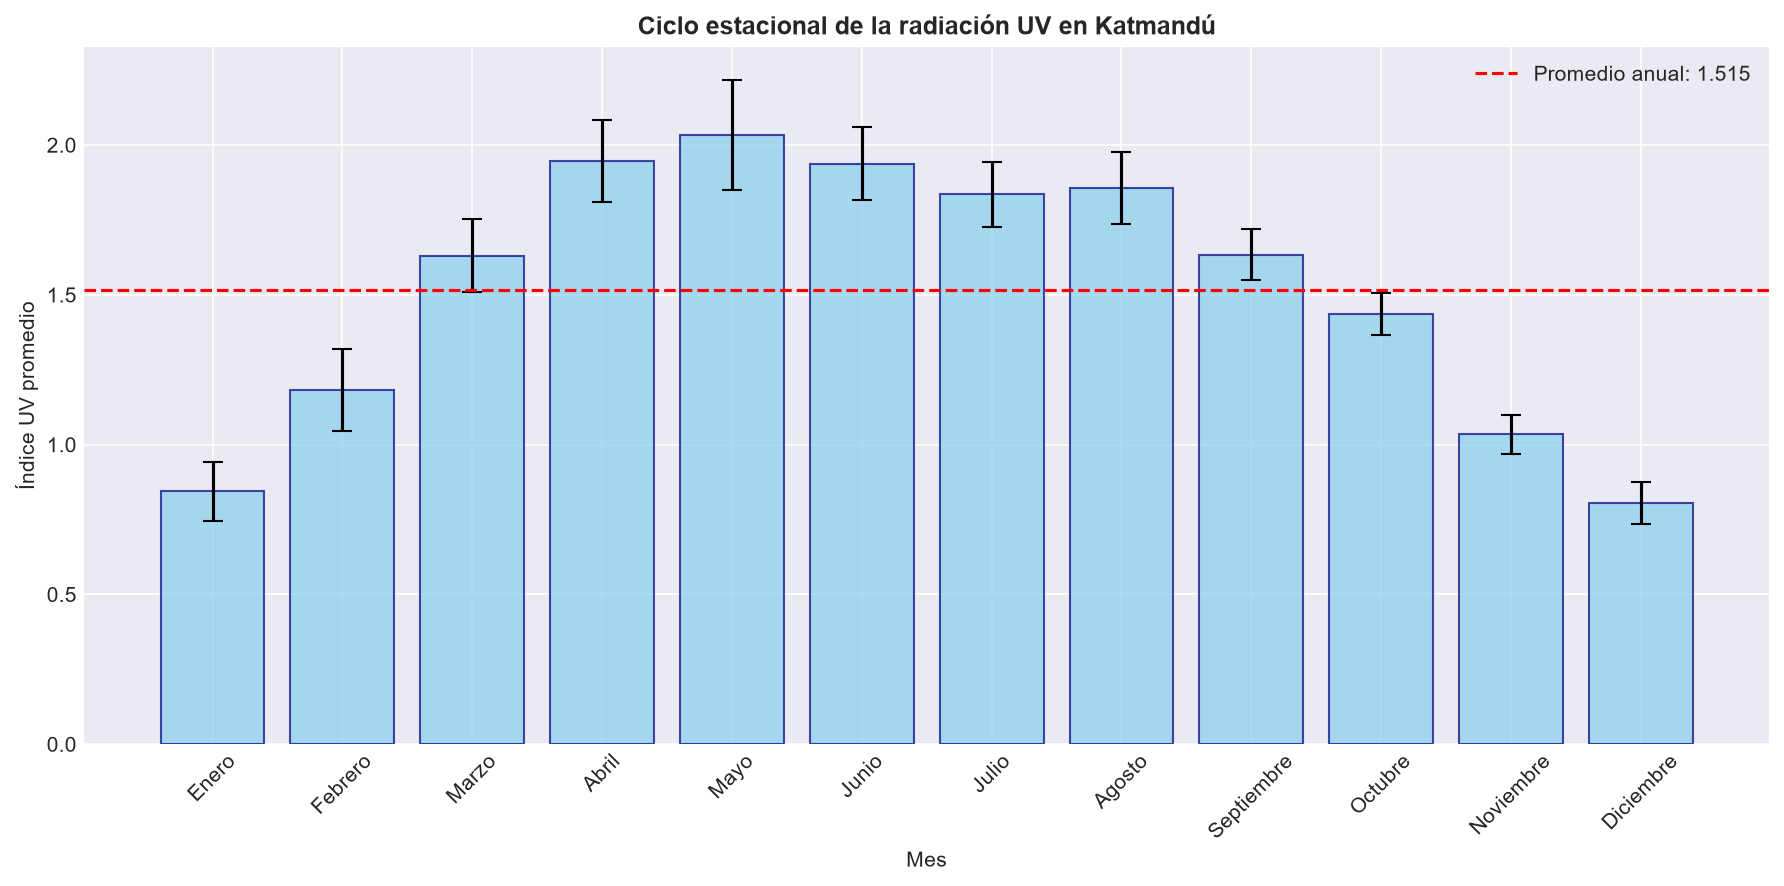 Ciclo estacional de la radiación UV en Katmandú
Promedio anual: 1.515
Índice UV promedio
2.0
1.5
1.0
0.5
0.0
Enero
Febrero
Marzo
Abril
Mayo
Junio
Julio
Agosto
Septiembre
Octubre
Noviembre
Diciembre
Mes